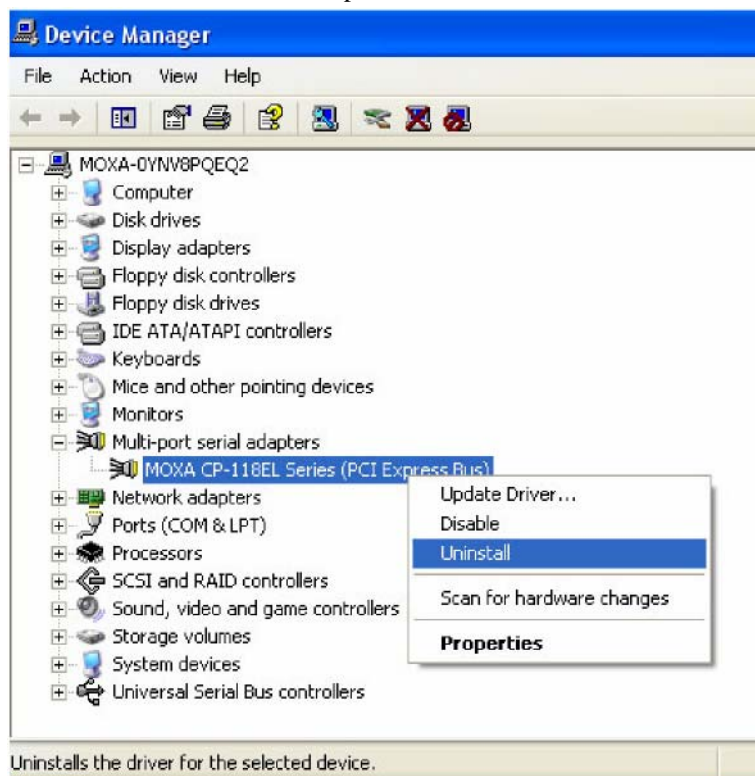 Device Manager
File Action View Help
MOXA-0YNV8PQEQ2
Computer
Disk drives
Display adapters
Floppy disk controllers
Floppy disk drives
IDE ATA/ATAPI controllers
Keyboards
Mice and other pointing devices
Monitors
Multi-port serial adapters
MOXA CP-118EL Series (PCI Express Bus)
Network adapters
Ports (COM & LPT)
Processors
SCSI and RAID controllers
Sound, video and game controllers
Storage volumes
System devices
Universal Serial Bus controllers
Update Driver...
Disable
Uninstall
Scan for hardware changes
Properties
Uninstalls the driver for the selected device.